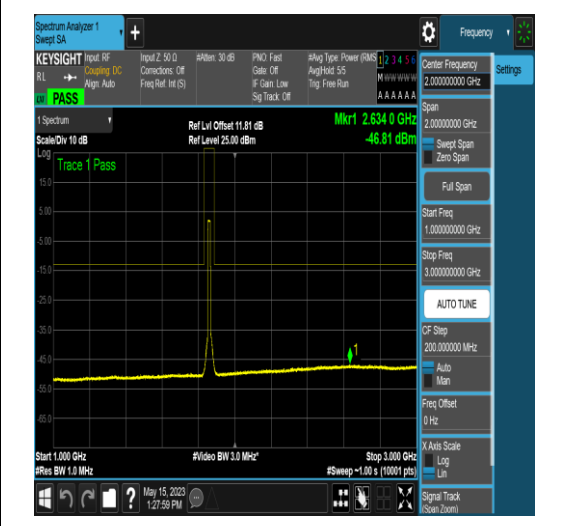 Spectrum Analyzer 1
Swept SA
Frequency
KEYSIGHT
RL
Input: RF
Coupling: DC
Align: Auto
Input Z: 50 Ω
Corrections: Off
Freq Ref: Int (S)
#Atten: 30 dB
PNO: Fast
Gate: Off
IF Gain: Low
Sig Track: Off
#Avg Type: Power (RMS
Avg|Hold: 5/5
Trig: Free Run
1 2 3 4 5 6
M W W W W W
A A A A A A
PASS
Center Frequency
2.000000000 GHz
Settings
Span
2.00000000 GHz
Swept Span
Zero Span
Full Span
Start Freq
1.000000000 GHz
Stop Freq
3.000000000 GHz
AUTO TUNE
CF Step
200.000000 MHz
Auto
Man
Freq Offset
0 Hz
X Axis Scale
Log
Lin
Signal Track
(Span Zoom)
1 Spectrum
Scale/Div 10 dB
Ref Lvl Offset 11.81 dB
Ref Level 25.00 dBm
Mkr1 2.634 0 GHz
-46.81 dBm
Log
Trace 1 Pass
15.0
5.00
-5.00
-15.0
-25.0
-35.0
-45.0
-55.0
-65.0
1
Start 1.000 GHz
#Video BW 3.0 MHz*
Stop 3.000 GHz
#Res BW 1.0 MHz
#Sweep ~1.00 s (10001 pts)
?
May 15, 2023
1:27:59 PM